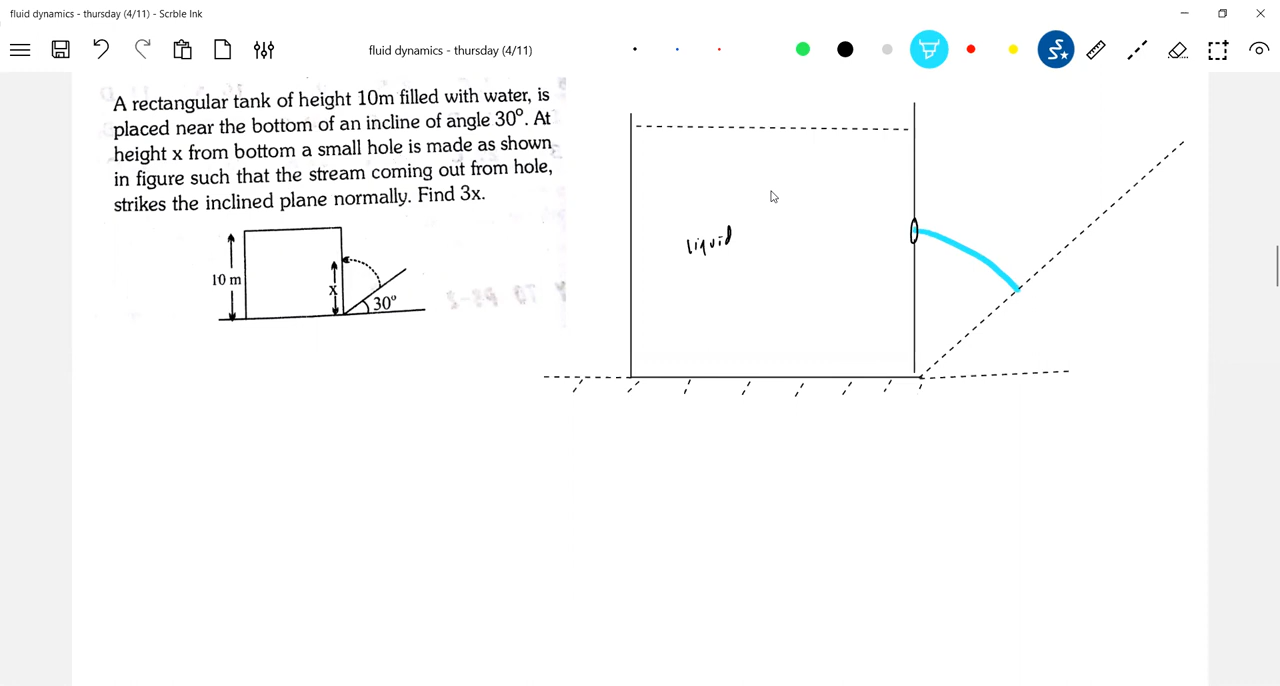 fluid dynamics - thursday (4/11) - Scrble Ink
fluid dynamics - thursday (4/11)
A rectangular tank of height 10m filled with water, is
placed near the bottom of an incline of angle 30°. At
height x from bottom a small hole is made as shown
in figure such that the stream coming out from hole,
strikes the inclined plane normally. Find 3x.
10 m
x
30°
liquid